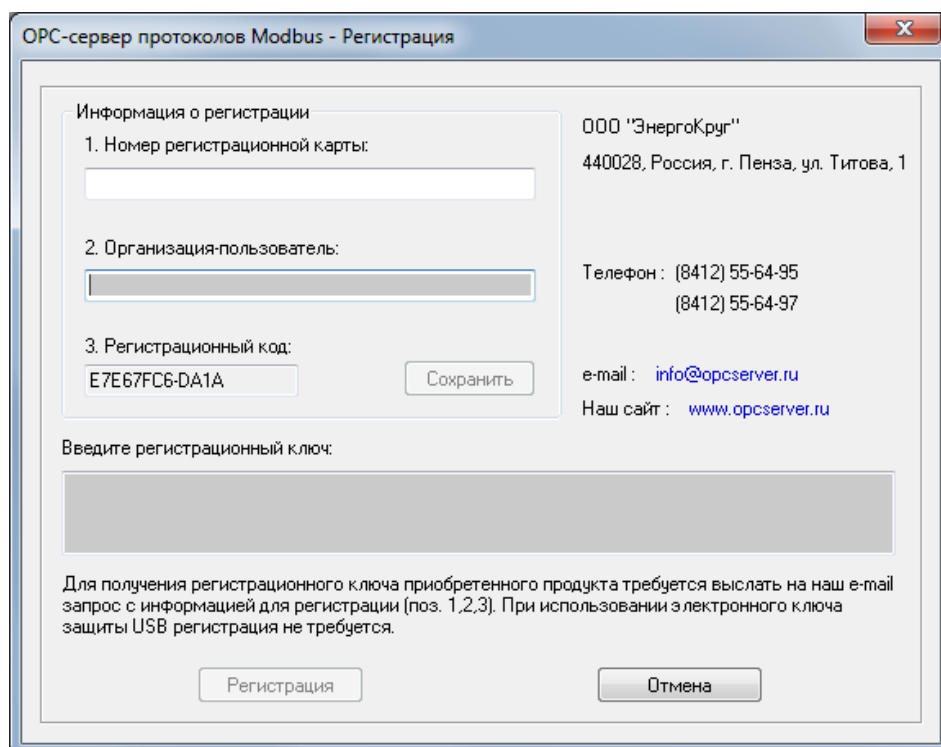 OPC-сервер протоколов Modbus - Регистрация
Информация о регистрации
1. Номер регистрационной карты:
2. Организация-пользователь:
3. Регистрационный код:
E7E67FC6-DA1A
Сохранить
ООО "ЭнергоКруг"
440028, Россия, г. Пенза, ул. Титова, 1
Телефон : (8412) 55-64-95
(8412) 55-64-97
e-mail : info@opcserver.ru
Наш сайт : www.opcserver.ru
Введите регистрационный ключ:
Для получения регистрационного ключа приобретенного продукта требуется выслать на наш e-mail
запрос с информацией для регистрации (поз. 1,2,3). При использовании электронного ключа
защиты USB регистрация не требуется.
Регистрация
Отмена